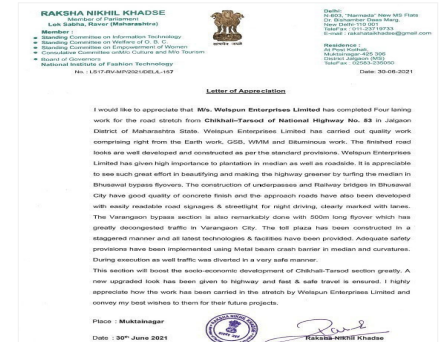 RAKSHA NIKHIL KHADSE
Member of Parliament
Lok Sabha, Raver (Maharashtra)
Member :
Standing Committee on Information Technology
Standing Committee on Welfare of O. B. C.
Standing Committee on Empowerment of Women
Consulative Committee onM/o Culture and M/o Tourism
Board of Governors
National Institute of Fashion Technology
Delhi:
N-603, "Narmada" New MS Flats
Dr. Bishamber Dass Marg,
New Delhi-110 001
TeleFax : 011-23719733
E-mail : rakshatakhadse@gmail.com
Residence :
At Post Kothali,
Muktainagar-425 306
District Jalgaon (MS)
TeleFax : 02583-235000
No. : LS17-RV-MP/2021/DEL/L-157
Date: 30-06-2021
Letter of Appreciation
I would like to appreciate that M/s. Welspun Enterprises Limited has completed Four laning
work for the road stretch from Chikhali–Tarsod of National Highway No. 53 in Jalgaon
District of Maharashtra State. Welspun Enterprises Limited has carried out quality work
comprising right from the Earth work, GSB, WMM and Bituminous work. The finished road
looks are well developed and constructed as per the standard provisions. Welspun Enterprises
Limited has given high importance to plantation in median as well as roadside. It is appreciable
to see such great effort in beautifying and making the highway greener by turfing the median in
Bhusawal bypass flyovers. The construction of underpasses and Railway bridges in Bhusawal
City have good quality of concrete finish and the approach roads have also been developed
with easily readable road signages & streetlight for night driving, clearly marked with lanes.
The Varangaon bypass section is also remarkably done with 500m long flyover which has
greatly decongested traffic in Varangaon City. The toll plaza has been constructed in a
staggered manner and all latest technologies & facilities have been provided. Adequate safety
provisions have been implemented using Metal beam crash barrier in median and curvatures.
During execution as well traffic was diverted in a very safe manner.
This section will boost the socio-economic development of Chikhali-Tarsod section greatly. A
new upgraded look has been given to highway and fast & safe travel is ensured. I highly
appreciate how the work has been carried in the stretch by Welspun Enterprises Limited and
convey my best wishes to them for their future projects.
Place : Muktainagar
Date : 30th June 2021
Raksha Nikhil Khadse